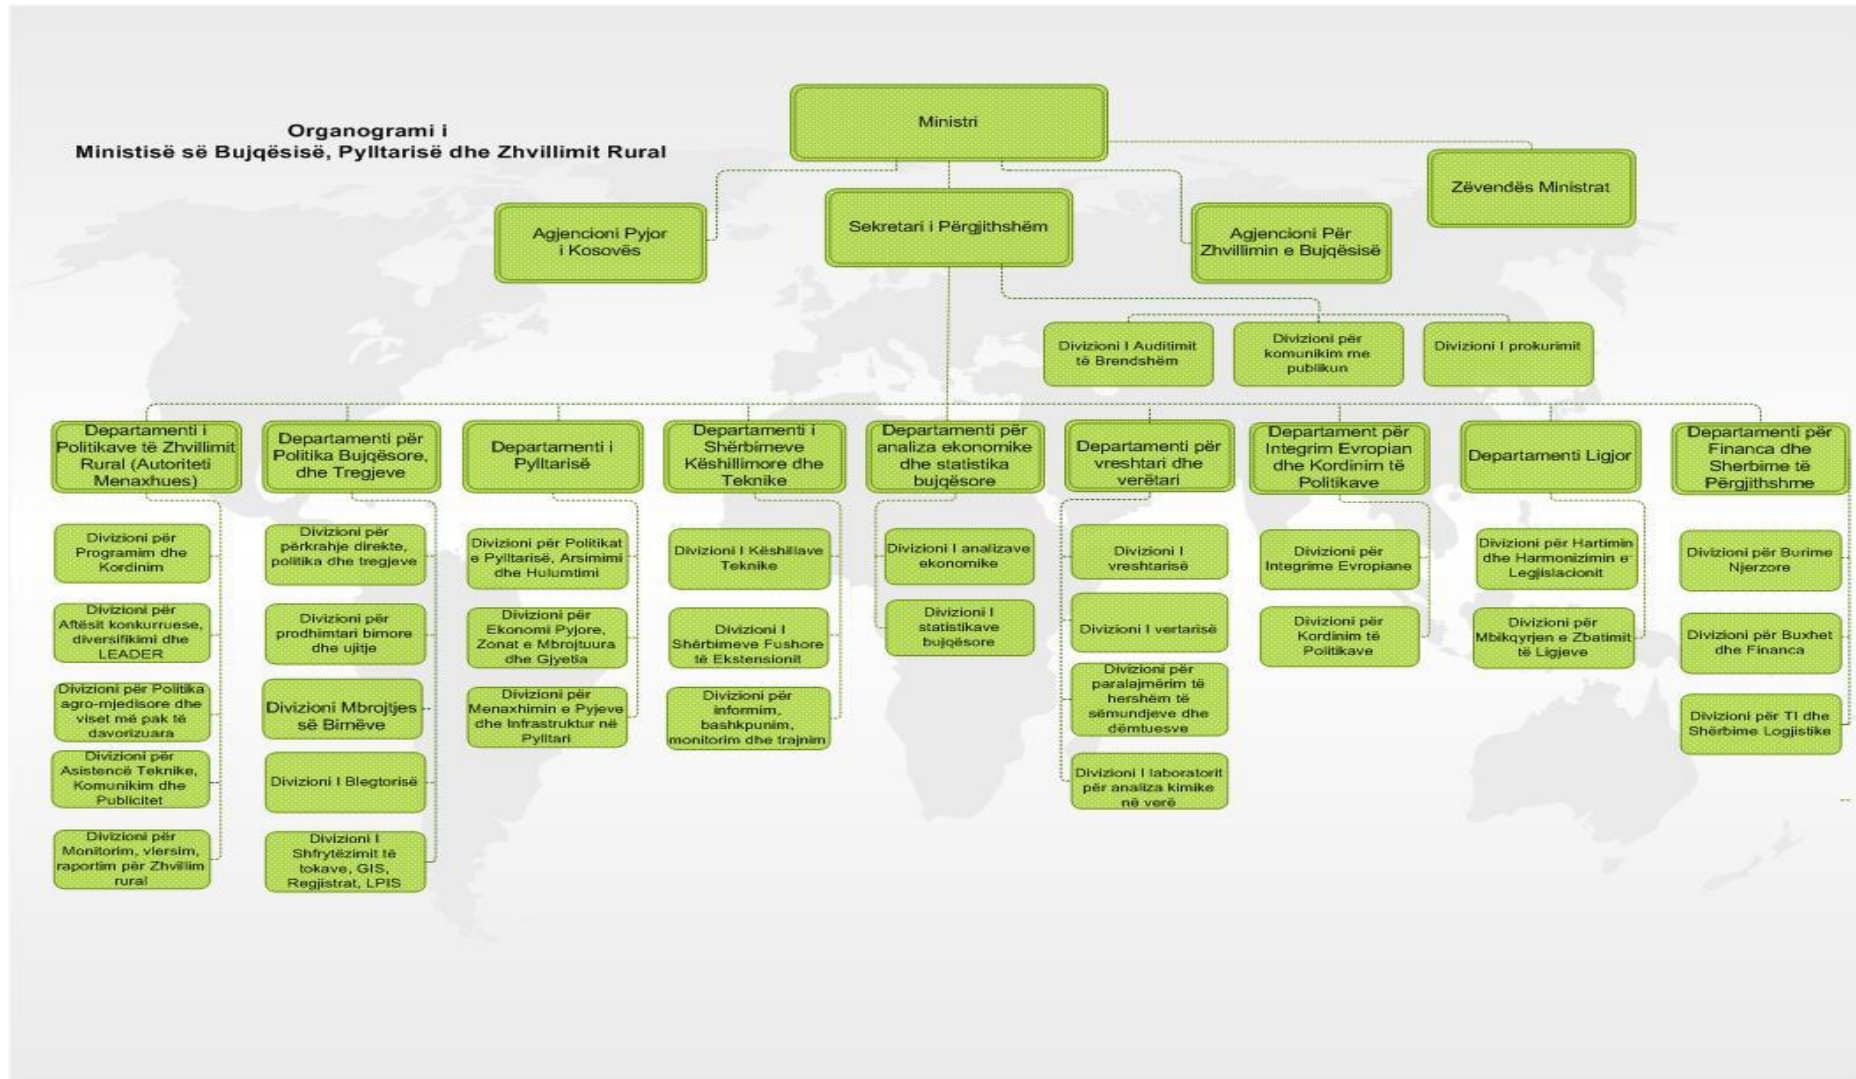 Organogrami i
Ministisë së Bujqësisë, Pylltarisë dhe Zhvillimit Rural
Ministri
Zëvendës Ministrat
Agjencioni Pyjor
i Kosovës
Sekretari i Përgjithshëm
Agjencioni Për
Zhvillimin e Bujqësisë
Divizioni I Auditimit
të Brendshëm
Divizioni për
komunikim me
publikun
Divizioni I prokurimit
Departamenti i
Politikave të Zhvillimit
Rural (Autoriteti
Menaxhues)
Departamenti për
Politika Bujqësore,
dhe Tregjeve
Departamenti i
Pylltarisë
Departamenti i
Shërbimeve
Këshillimore dhe
Teknike
Departamenti për
analiza ekonomike
dhe statistika
bujqësore
Departamenti për
vreshtari dhe
verëtari
Departament për
Integrim Evropian
dhe Kordinim të
Politikave
Departamenti Ligjor
Departamenti për
Financa dhe
Sherbime të
Përgjithshme
Divizioni për
Programim dhe
Kordinim
Divizioni për
Aftësit konkurruese,
diversifikimi dhe
LEADER
Divizioni për Politika
agro-mjedisore dhe
viset më pak të
davorizuara
Divizioni për
Asistencë Teknike,
Komunikim dhe
Publicitet
Divizioni për
Monitorim, vlersim,
raportim për Zhvillim
rural
Divizioni për
përkrahje direkte,
politika dhe tregjeve
Divizioni për
prodhimtari bimore
dhe ujitje
Divizioni Mbrojtjes
së Bimëve
Divizioni I Blegtorisë
Divizioni I
Shfrytëzimit të
tokave, GIS,
Regjistrat, LPIS
Divizioni për Politikat
e Pylltarisë, Arsimimi
dhe Hulumtimi
Divizioni për
Ekonomi Pyjore,
Zonat e Mbrojtuura
dhe Gjyetia
Divizioni për
Menaxhimin e Pyjeve
dhe Infrastruktur në
Pylltari
Divizioni I Këshillave
Teknike
Divizioni I
Shërbimeve Fushore
të Ekstensionit
Divizioni për
informim,
bashkpunim,
monitorim dhe trajnim
Divizioni I analizave
ekonomike
Divizioni I
statistikave
bujqësore
Divizioni I
vreshtarisë
Divizioni I vertarisë
Divizioni për
paralajmërim të
hershëm të
sëmundjeve dhe
dëmtuesve
Divizioni I laboratorit
për analiza kimike
në verë
Divizioni për
Integrime Evropiane
Divizioni për
Kordinim të
Politikave
Divizioni për Hartimin
dhe Harmonizimin e
Legjislacionit
Divizioni për
Mbikqyrjen e Zbatimit
të Ligjeve
Divizioni për Burime
Njerzore
Divizioni për Buxhet
dhe Financa
Divizioni për TI dhe
Shërbime Logjistike